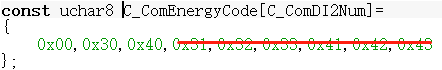 const uchar8 C_ComEnergyCode[C_ComDI2Num]=
{
0x00,0x30,0x40,0x31,0x32,0x33,0x41,0x42,0x43
};